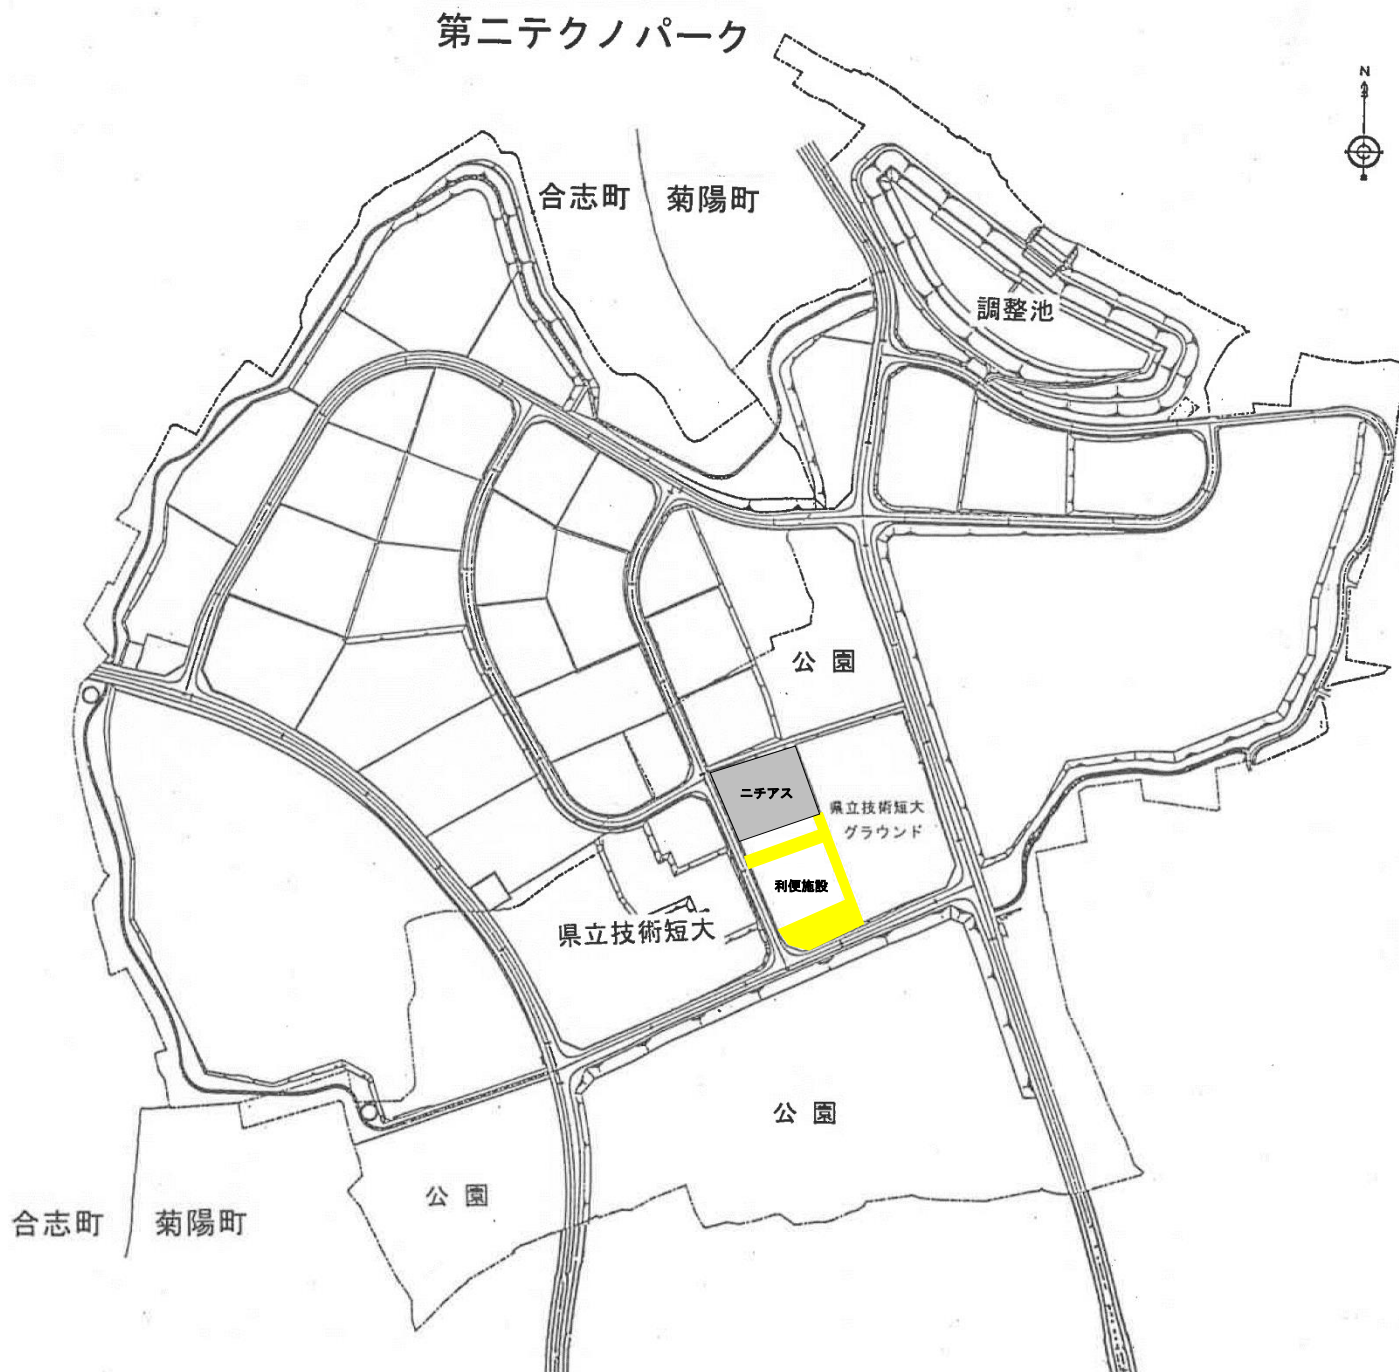 第二テクノパーク
N
合志町 菊陽町
調整池
公園
ニチアス
県立技術短大
グラウンド
利便施設
県立技術短大
公園
公園
合志町 菊陽町